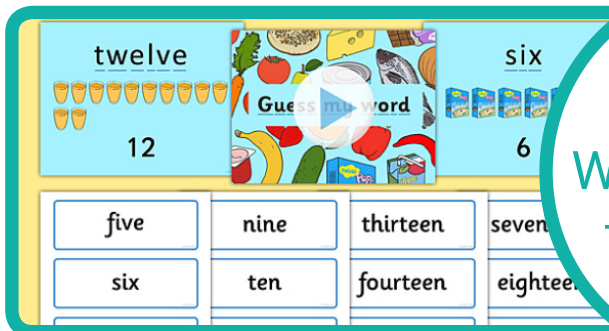 twelve
12
Guess my word
six
6
five
nine
thirteen
six
ten
fourteen